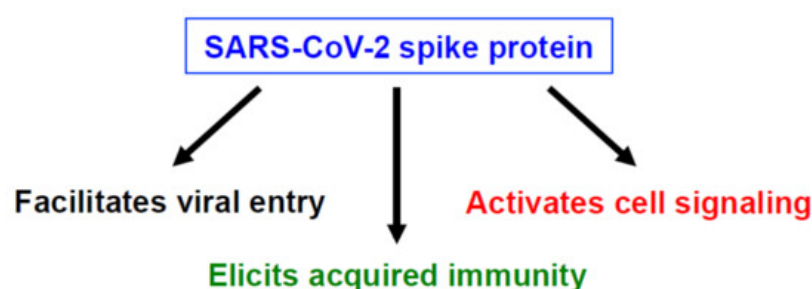 SARS-CoV-2 spike protein
Facilitates viral entry
Activates cell signaling
Elicits acquired immunity